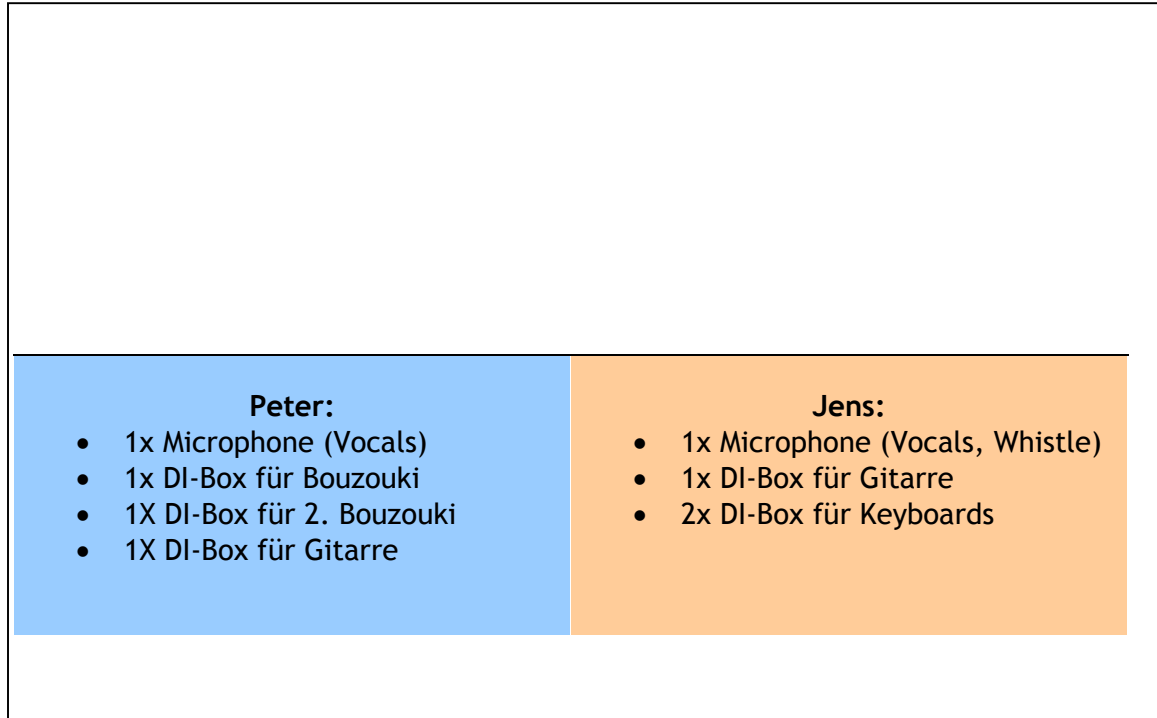 Peter:
• 1x Microphone (Vocals)
• 1x DI-Box für Bouzouki
• 1X DI-Box für 2. Bouzouki
• 1X DI-Box für Gitarre
Jens:
• 1x Microphone (Vocals, Whistle)
• 1x DI-Box für Gitarre
• 2x DI-Box für Keyboards